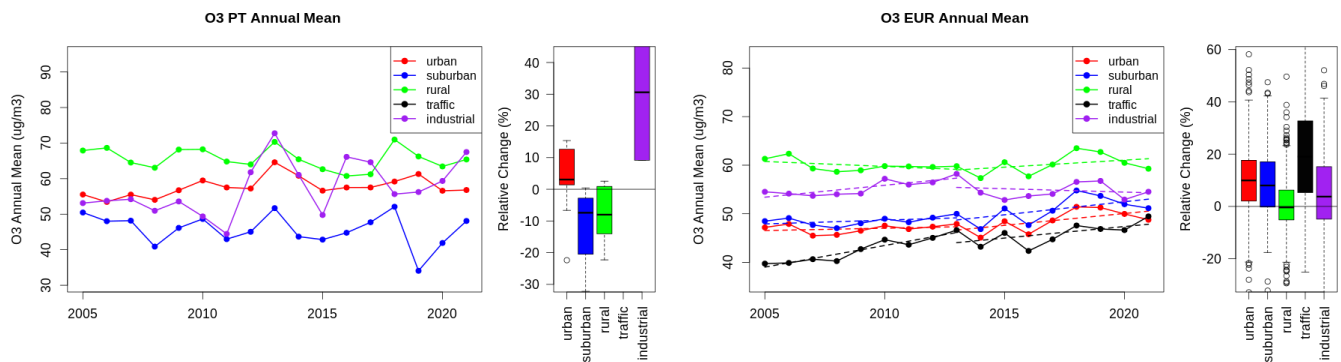 O3 PT Annual Mean
O3 Annual Mean (ug/m3)
90
80
70
60
50
40
30
2005
2010
2015
2020
urban
suburban
rural
traffic
industrial
Relative Change (%)
40
30
20
10
0
-10
-20
-30
urban
suburban
rural
traffic
industrial
O3 EUR Annual Mean
O3 Annual Mean (ug/m3)
80
70
60
50
40
2005
2010
2015
2020
urban
suburban
rural
traffic
industrial
Relative Change (%)
60
40
20
0
-20
urban
suburban
rural
traffic
industrial